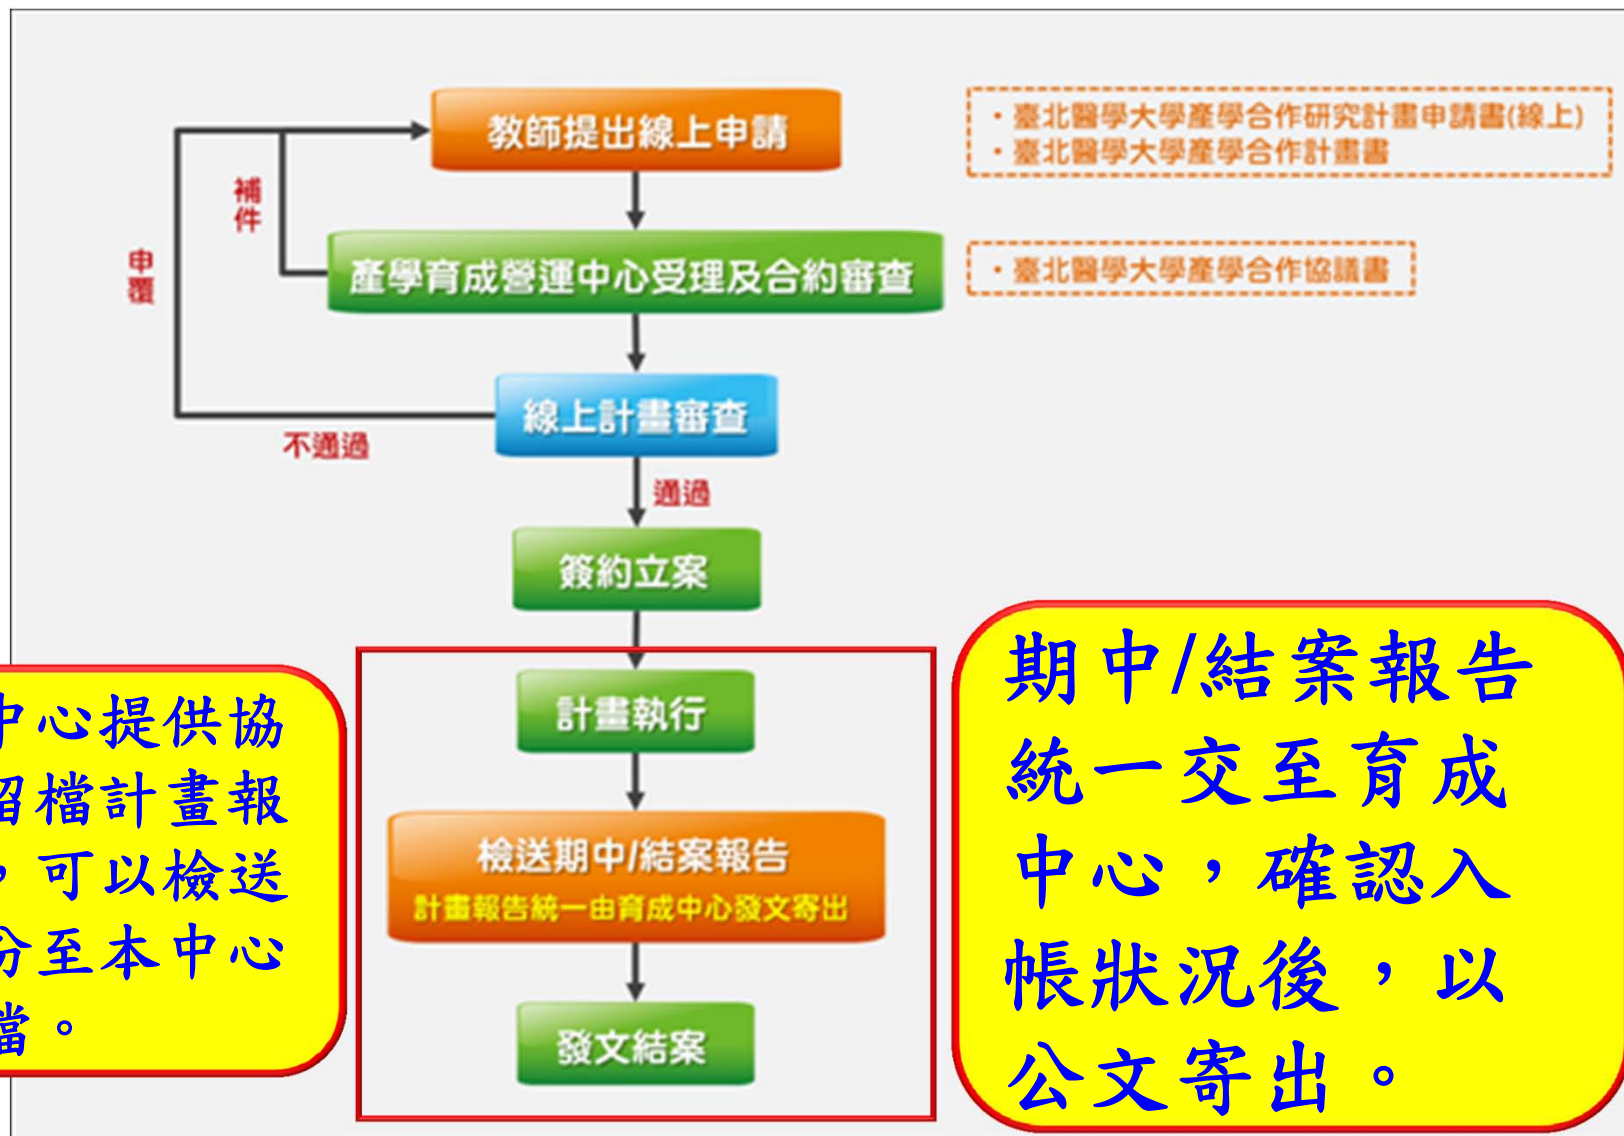 教師提出線上申請
・臺北醫學大學產學合作研究計畫申請書(線上)
・臺北醫學大學產學合作計畫書
補件
申覆
產學育成營運中心受理及合約審查
・臺北醫學大學產學合作協議書
線上計畫審查
不通過
通過
簽約立案
計畫執行
檢送期中/結案報告
計畫報告統一由育成中心發文寄出
發文結案
中心提供協
留檔計畫報
，可以檢送
分至本中心
檔。
期中/結案報告
統一交至育成
中心，確認入
帳狀況後，以
公文寄出。